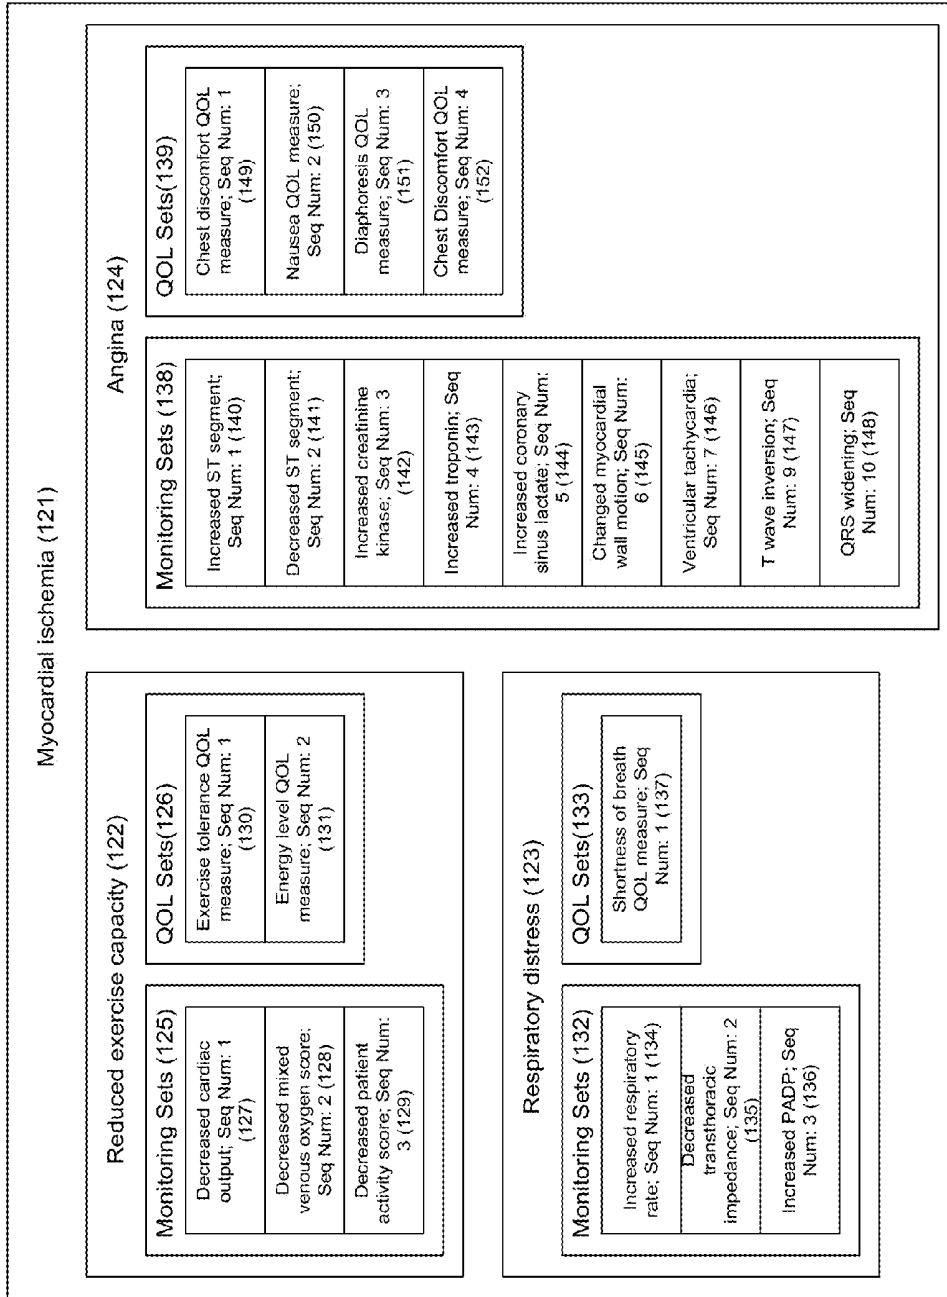 Myocardial ischemia (121)
Reduced exercise capacity (122)
Monitoring Sets (125)
Decreased cardiac
output; Seq Num: 1
(127)
Decreased mixed
venous oxygen score;
Seq Num: 2 (128)
Decreased patient
activity score; Seq Num:
3 (129)
QOL Sets(126)
Exercise tolerance QOL
measure; Seq Num: 1
(130)
Energy level QOL
measure; Seq Num: 2
(131)
Respiratory distress (123)
Monitoring Sets (132)
Increased respiratory
rate; Seq Num: 1 (134)
Decreased
transthoracic
impedance; Seq Num: 2
(135)
Increased PADP; Seq
Num: 3 (136)
QOL Sets(133)
Shortness of breath
QOL measure; Seq
Num: 1 (137)
Angina (124)
Monitoring Sets (138)
Increased ST segment;
Seq Num: 1 (140)
Decreased ST segment;
Seq Num: 2 (141)
Increased creatinine
kinase; Seq Num: 3
(142)
Increased troponin; Seq
Num: 4 (143)
Increased coronary
sinus lactate; Seq Num:
5 (144)
Changed myocardial
wall motion; Seq Num:
6 (145)
Ventricular tachycardia;
Seq Num: 7 (146)
T wave inversion; Seq
Num: 9 (147)
QRS widening; Seq
Num: 10 (148)
QOL Sets(139)
Chest discomfort QOL
measure; Seq Num: 1
(149)
Nausea QOL measure;
Seq Num: 2 (150)
Diaphoresis QOL
measure; Seq Num: 3
(151)
Chest Discomfort QOL
measure; Seq Num: 4
(152)